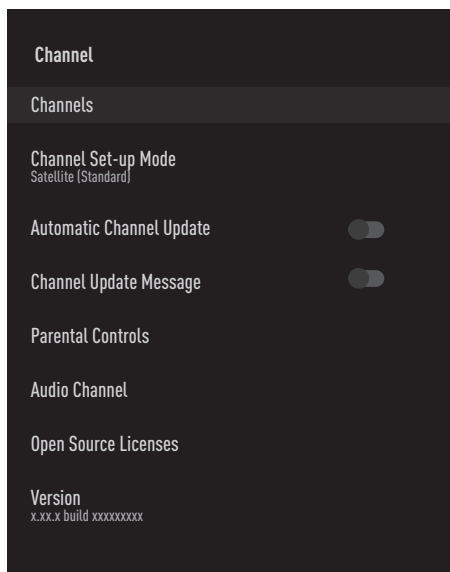 Channel
Channels
Channel Set-up Mode
Satellite (Standard)
Automatic Channel Update
Channel Update Message
Parental Controls
Audio Channel
Open Source Licenses
Version
x.xx.x build xxxxxxxxx